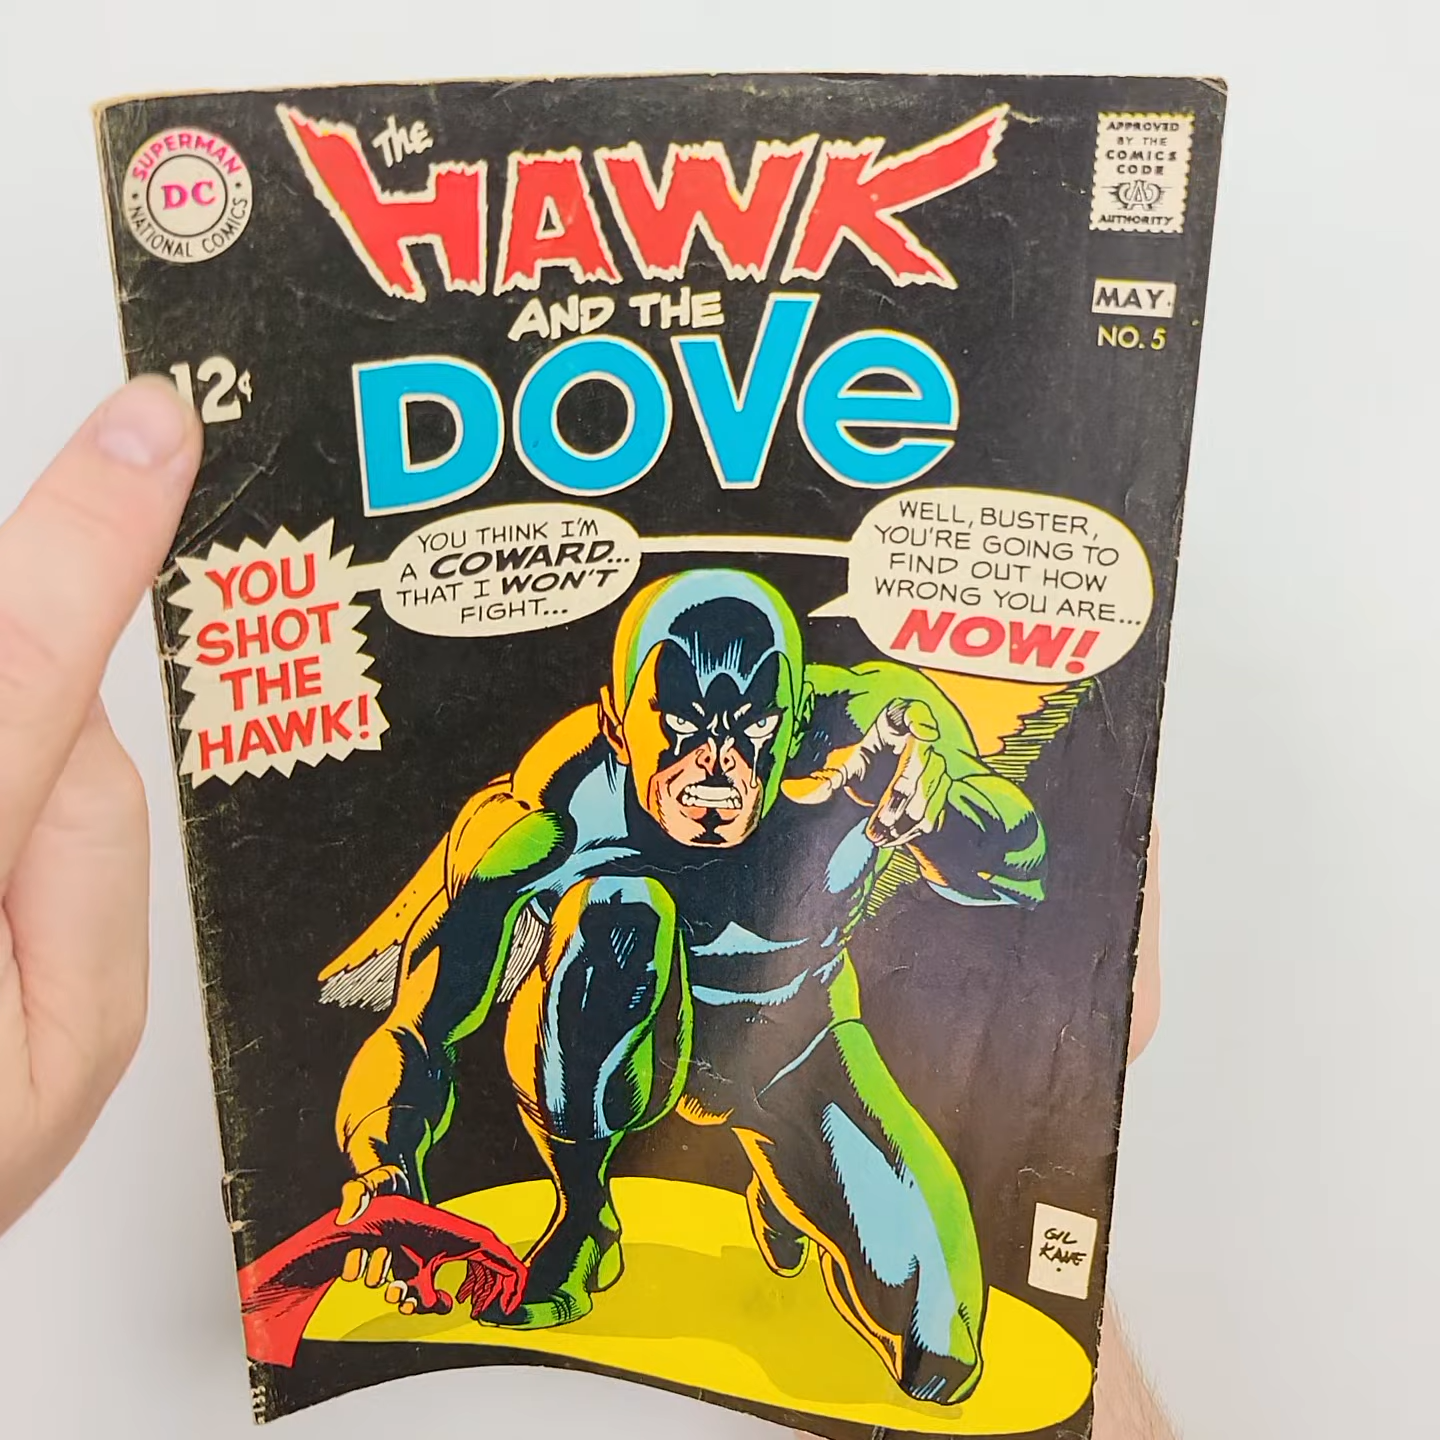 SUPERMAN
DC
NATIONAL COMICS
The
HAWK
AND THE
DOVe
APPROVED
BY THE
COMICS
CODE
AUTHORITY
MAY.
NO. 5
12¢
YOU
SHOT
THE
HAWK!
YOU THINK I'M
A COWARD...
THAT I WON'T
FIGHT...
WELL, BUSTER,
YOU'RE GOING TO
FIND OUT HOW
WRONG YOU ARE...
NOW!
GIL
KANE